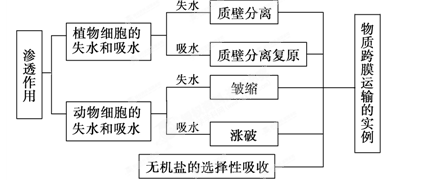 渗透作用
植物细胞的
失水和吸水
失水
质壁分离
吸水
质壁分离复原
动物细胞的
失水和吸水
失水
皱缩
吸水
涨破
无机盐的选择性吸收
物质跨膜运输的实例